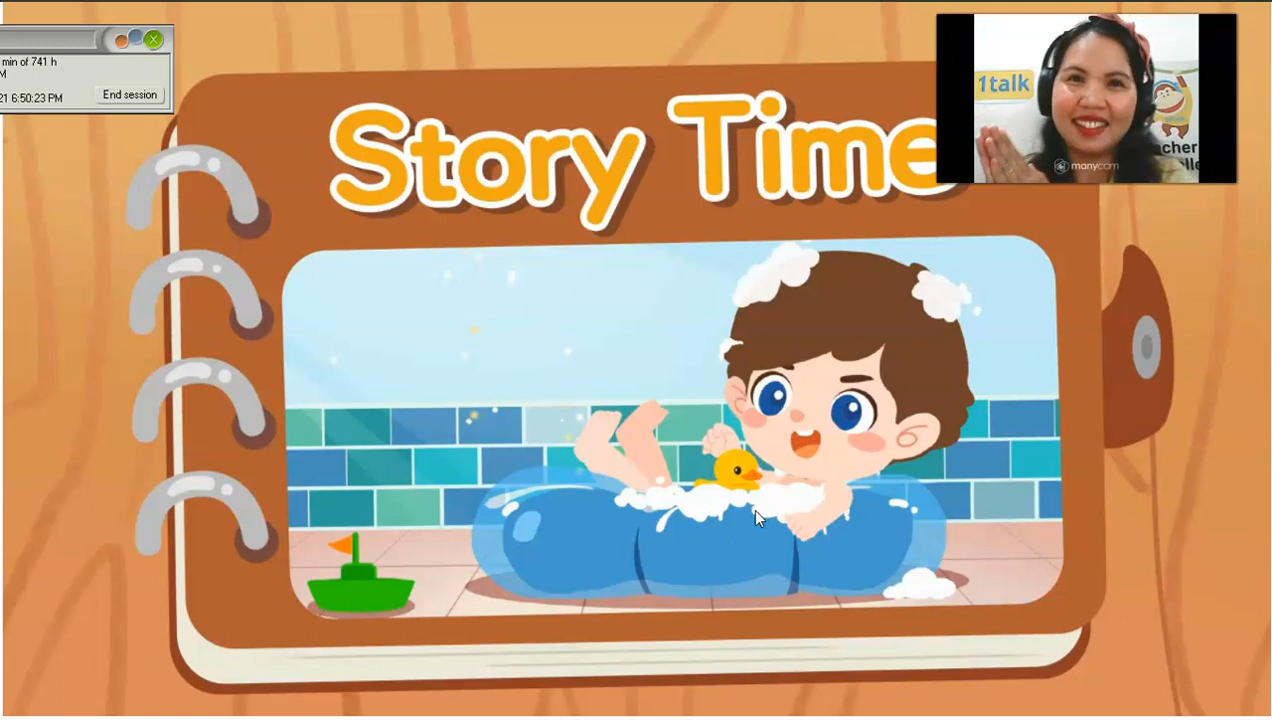 min of 741 h
M
21 6:50:23 PM
End session
Story Time
1talk
acher
lle
manycam